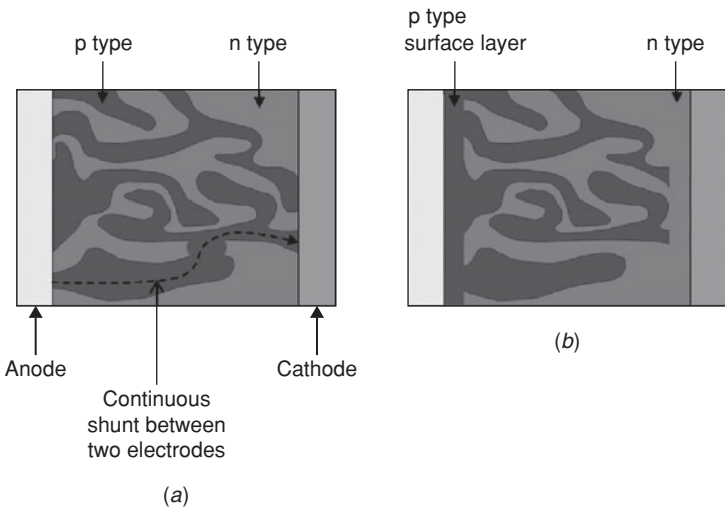 p type
n type
Anode
Cathode
Continuous
shunt between
two electrodes
(a)
p type
surface layer
n type
(b)